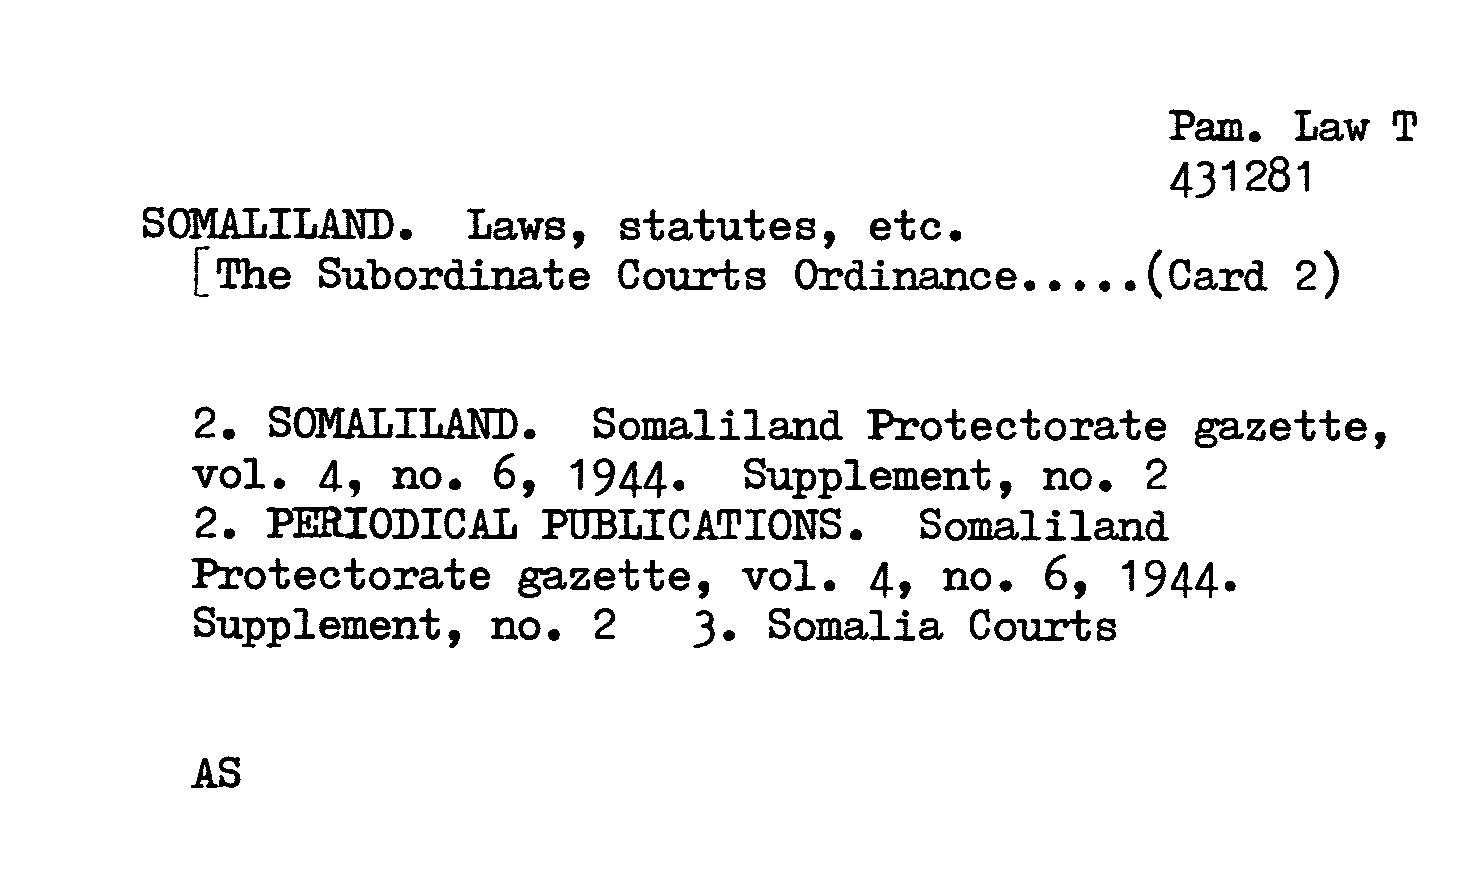 Pam. Law T
431281
SOMALILAND. Laws, statutes, etc.
[The Subordinate Courts Ordinance.....(Card 2)
2. SOMALILAND. Somaliland Protectorate gazette,
vol. 4, no. 6, 1944. Supplement, no. 2
2. PERIODICAL PUBLICATIONS. Somaliland
Protectorate gazette, vol. 4, no. 6, 1944.
Supplement, no. 2 3. Somalia Courts
AS